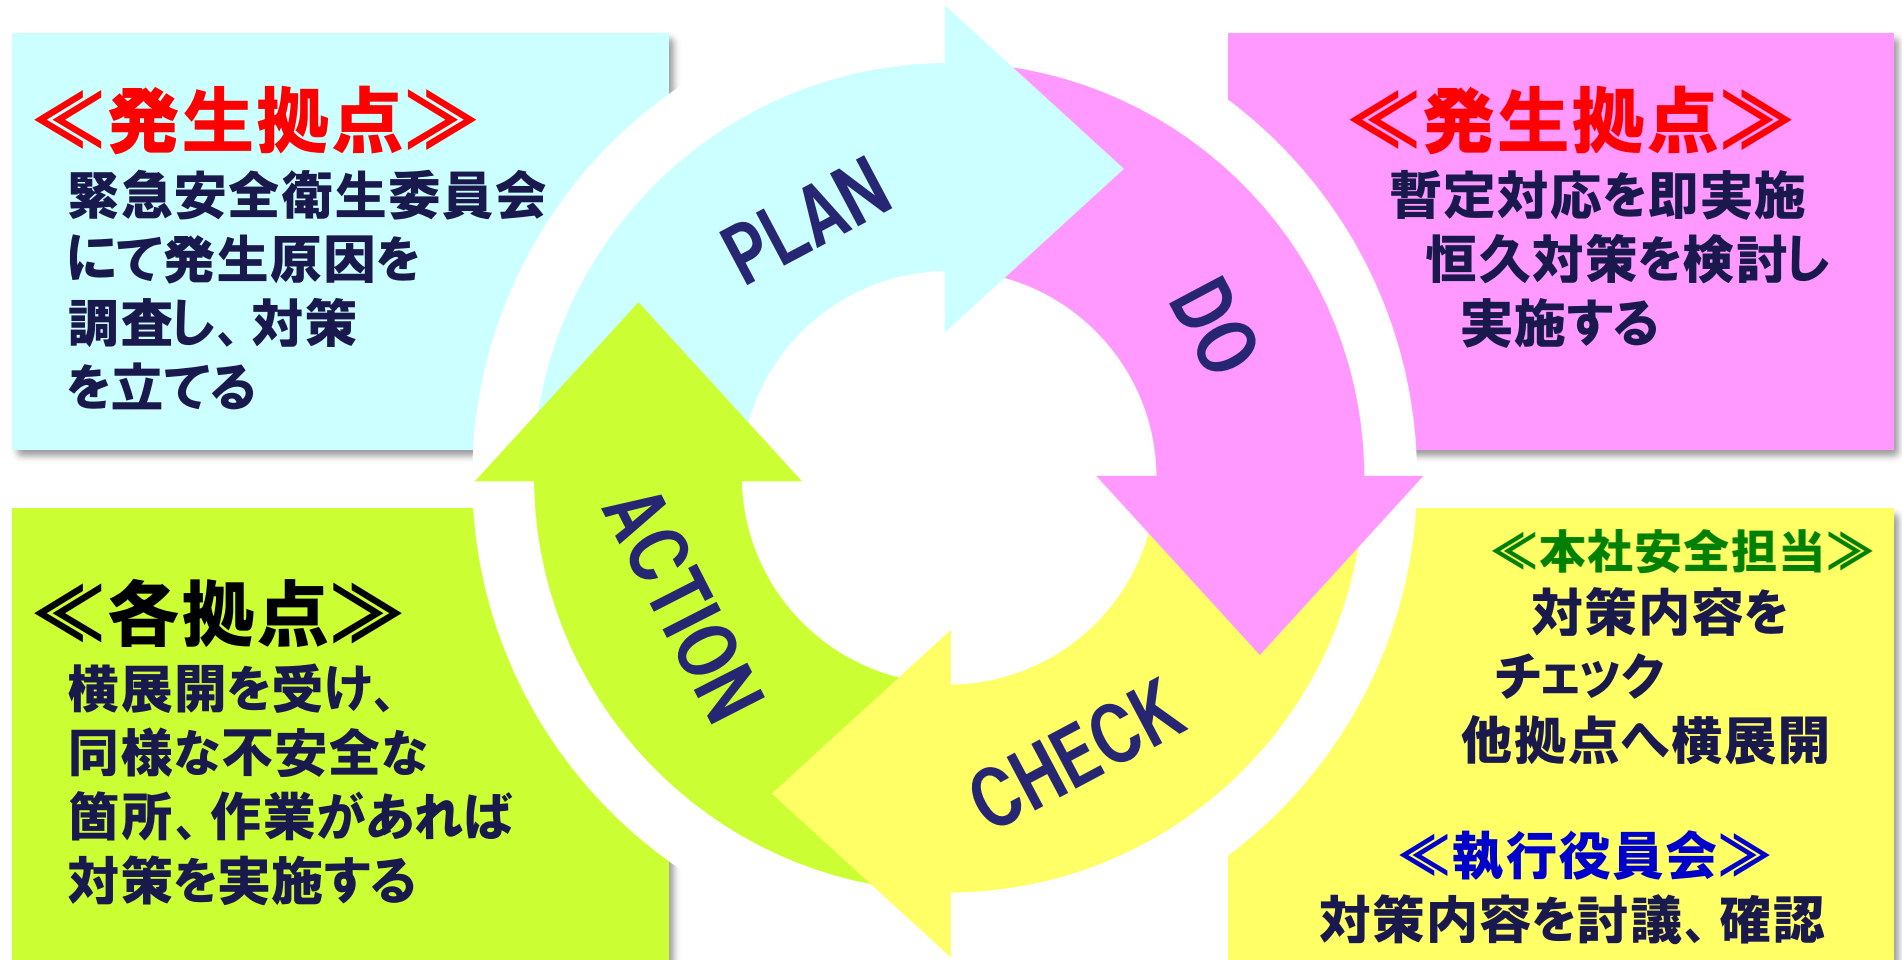 ≪発生拠点≫
緊急安全衛生委員会
にて発生原因を
調査し、対策
を立てる
PLAN
DO
≪発生拠点≫
暫定対応を即実施
恒久対策を検討し
実施する
≪各拠点≫
横展開を受け、
同様な不安全な
箇所、作業があれば
対策を実施する
ACTION
CHECK
≪本社安全担当≫
対策内容を
チェック
他拠点へ横展開
≪執行役員会≫
対策内容を討議、確認